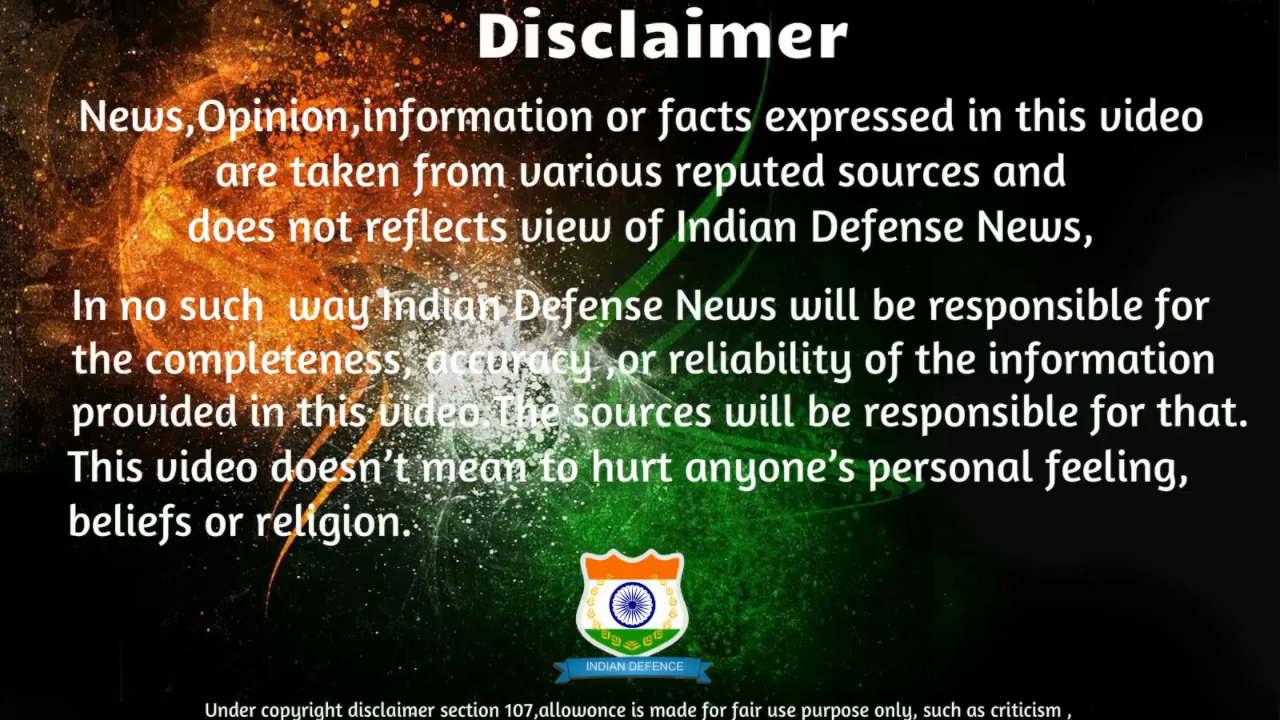 Disclaimer
News,Opinion,information or facts expressed in this video
are taken from various reputed sources and
does not reflects view of Indian Defense News,
In no such way Indian Defense News will be responsible for
the completeness, accuracy ,or reliability of the information
provided in this video.The sources will be responsible for that.
This video doesn't mean to hurt anyone's personal feeling,
beliefs or religion.
INDIAN DEFENCE
Under copyright disclaimer section 107,allowonce is made for fair use purpose only, such as criticism ,